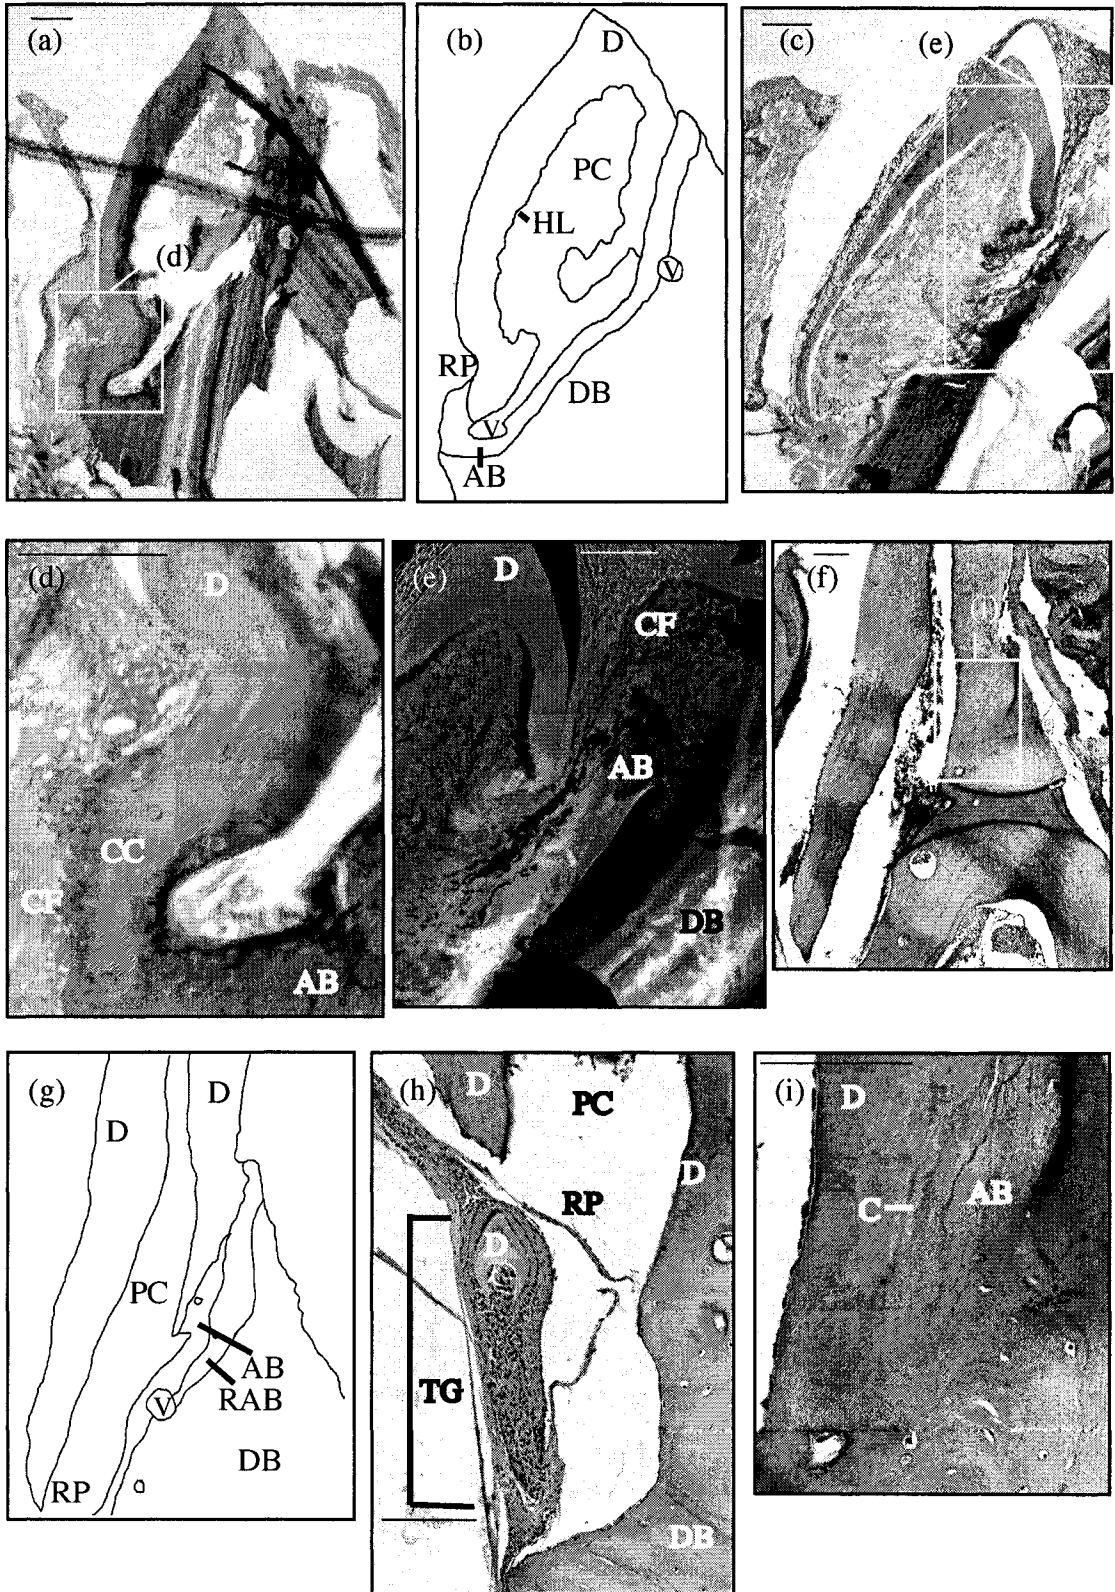 (a)
(d)
(b)
D
PC
HL
V
RP
DB
V
AB
(c)
(e)
(d)
D
CC
CF
AB
(e)
D
CF
AB
DB
(f)
(i)
(g)
D
D
PC
AB
RAB
V
DB
RP
(h)
D
PC
D
RP
D
TG
DB
(i)
D
C
AB